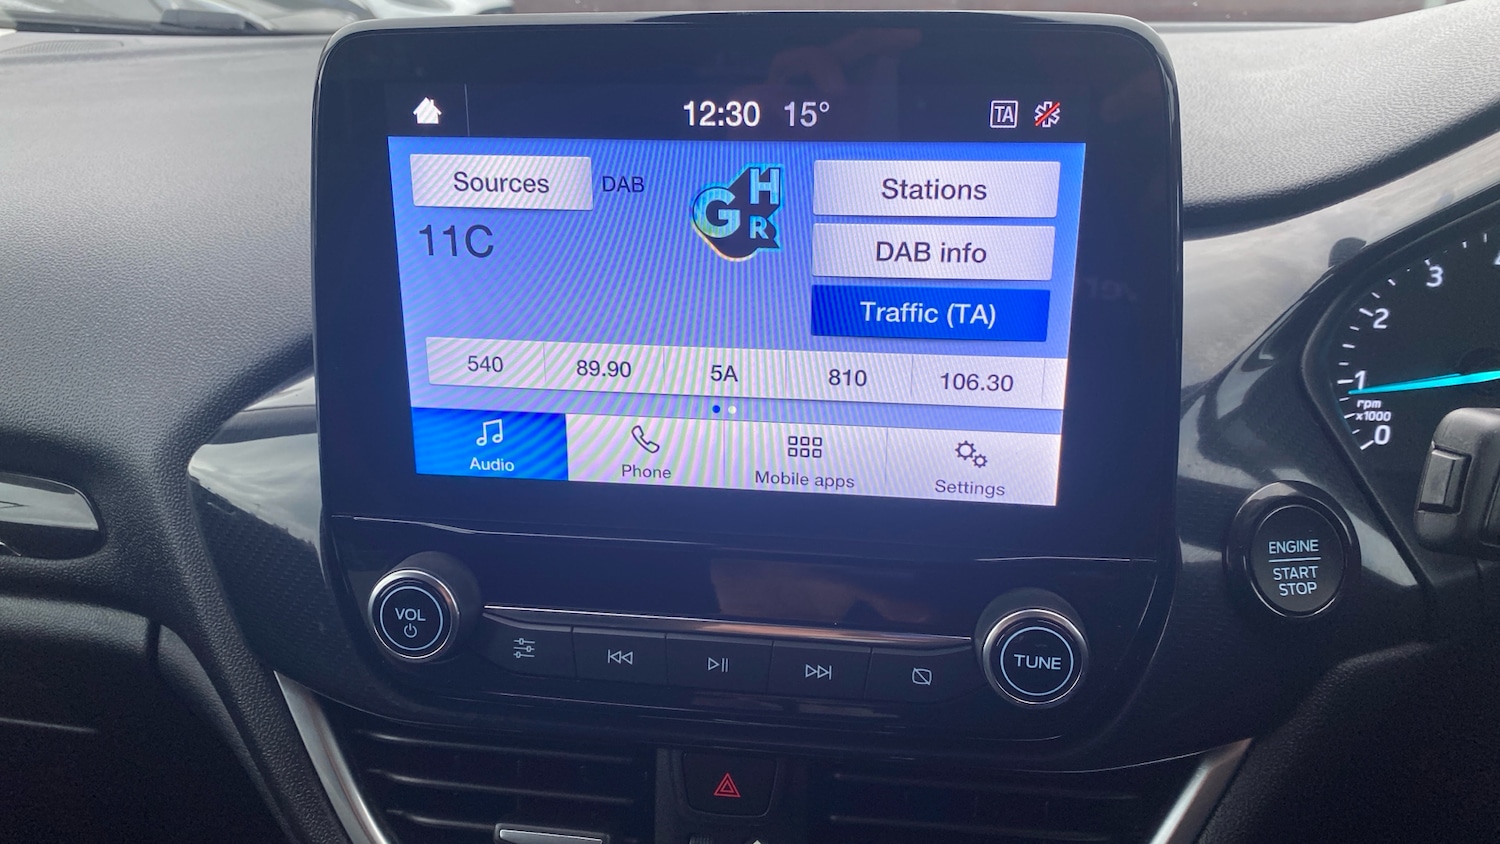 12:30 15°
TA
Sources
DAB
GHR
Stations
11C
DAB info
Traffic (TA)
540
89.90
5A
810
106.30
Audio
Phone
Mobile apps
Settings
3
2
1
rpm
x1000
0
ENGINE
START
STOP
VOL
TUNE